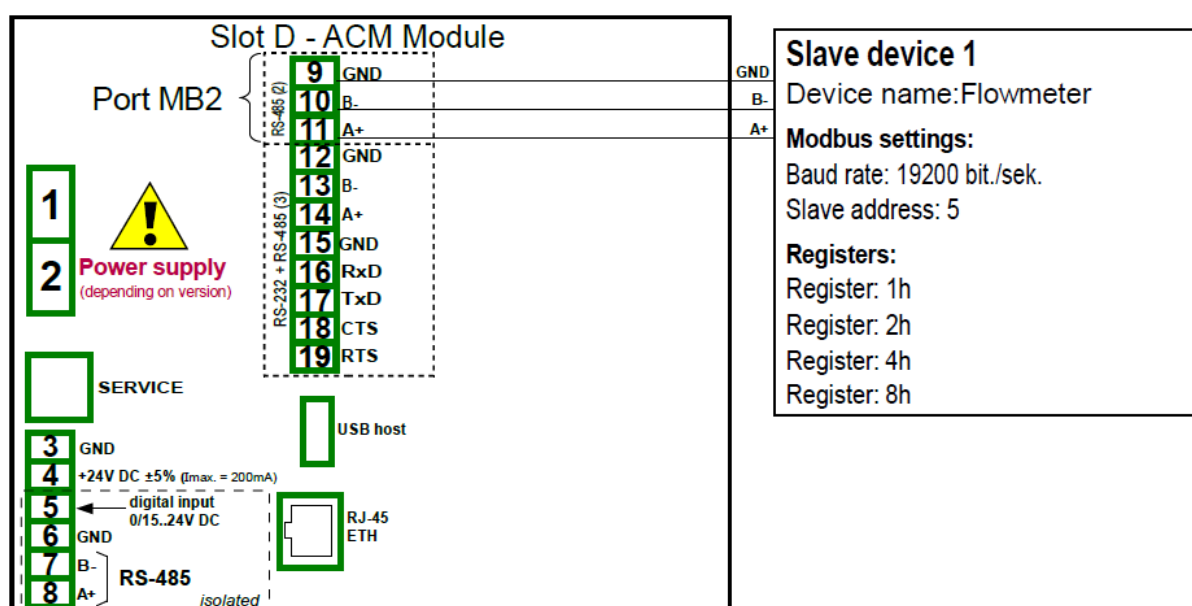 Slot D - ACM Module
Port MB2
RS-485 (2)
9 GND
10 B-
11 A+
RS-232 + RS-485 (3)
12 GND
13 B-
14 A+
15 GND
16 RxD
17 TxD
18 CTS
19 RTS
1
2
Power supply
(depending on version)
SERVICE
USB host
3 GND
4 +24V DC ±5% (Imax. = 200mA)
5 digital input
0/15..24V DC
6 GND
7 B-
8 A+
RS-485
isolated
RJ-45
ETH
GND
B-
A+
Slave device 1
Device name:Flowmeter
Modbus settings:
Baud rate: 19200 bit./sek.
Slave address: 5
Registers:
Register: 1h
Register: 2h
Register: 4h
Register: 8h